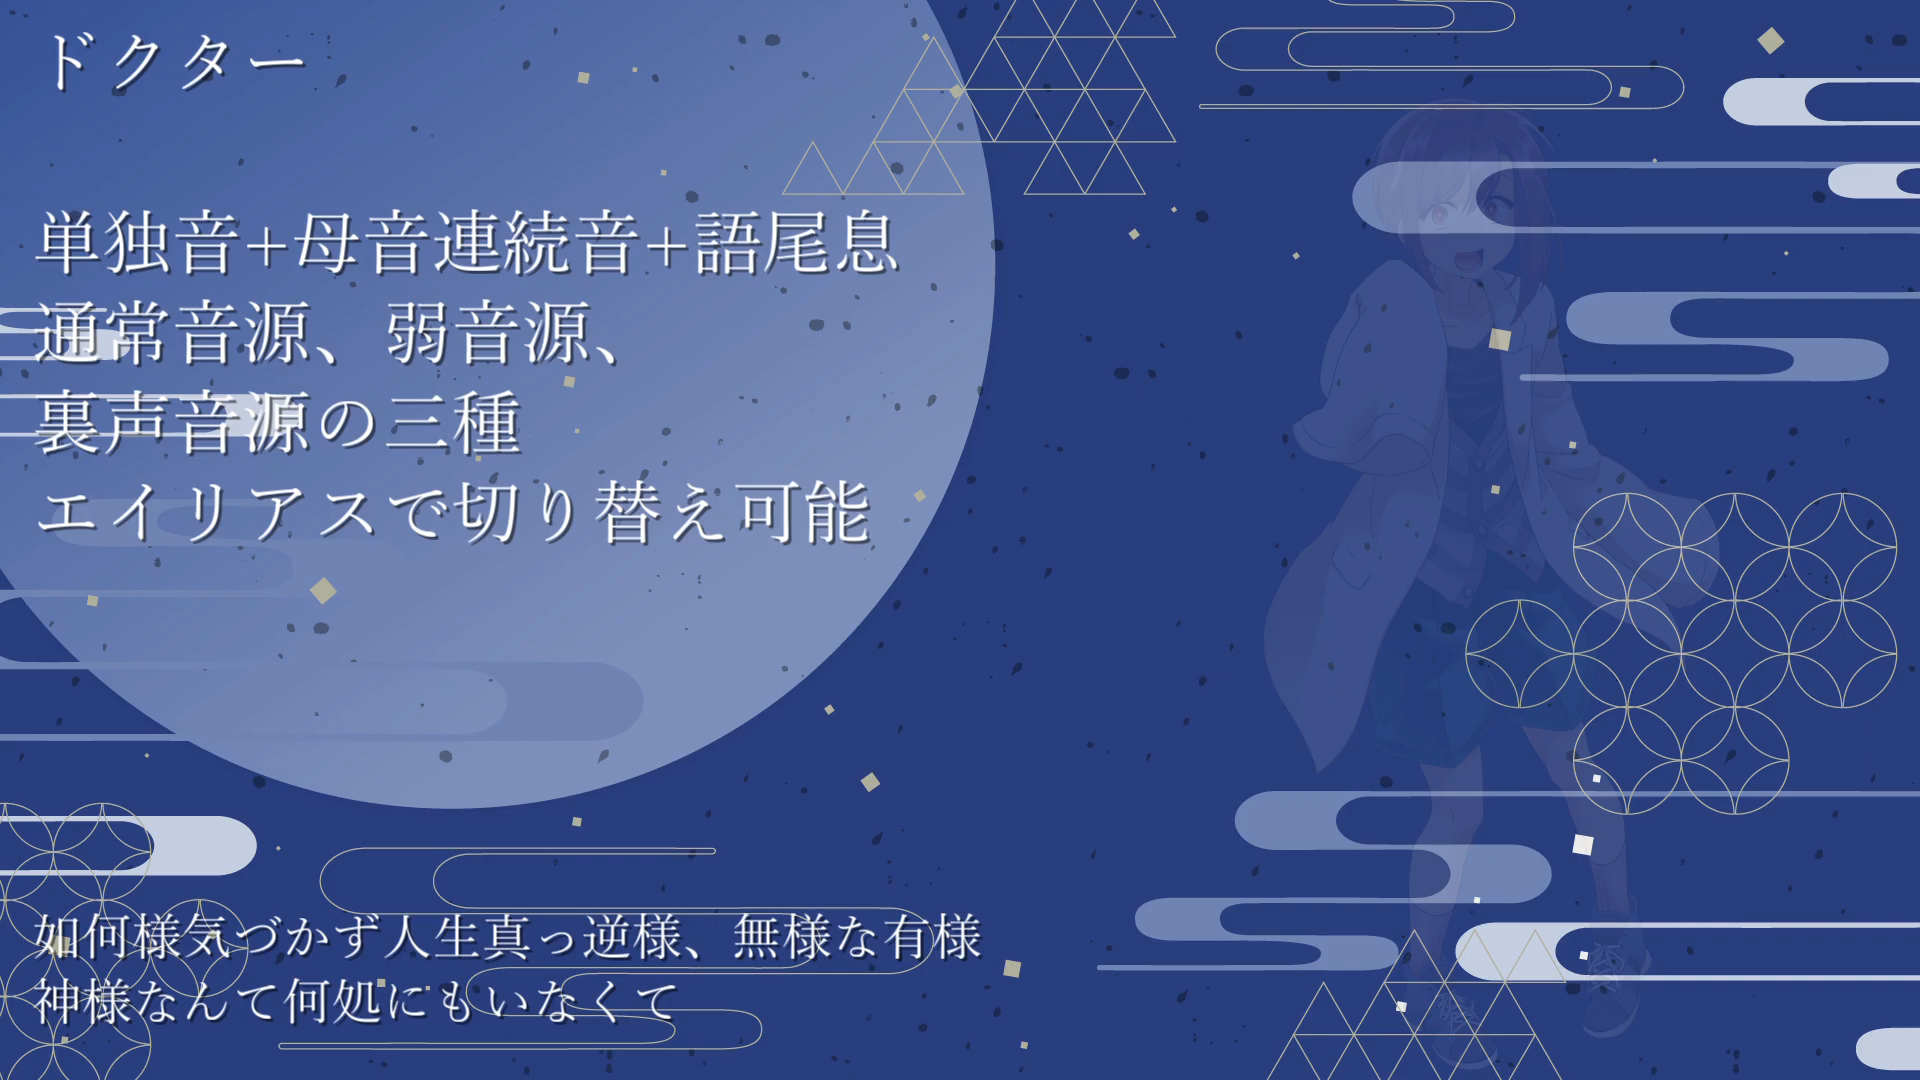 ドクター
単独音+母音連続音+語尾息
通常音源、弱音源、
裏声音源の三種
エイリアスで切り替え可能
如何様気づかず人生真っ逆様、無様な有様
神様なんて何処にもいなくて